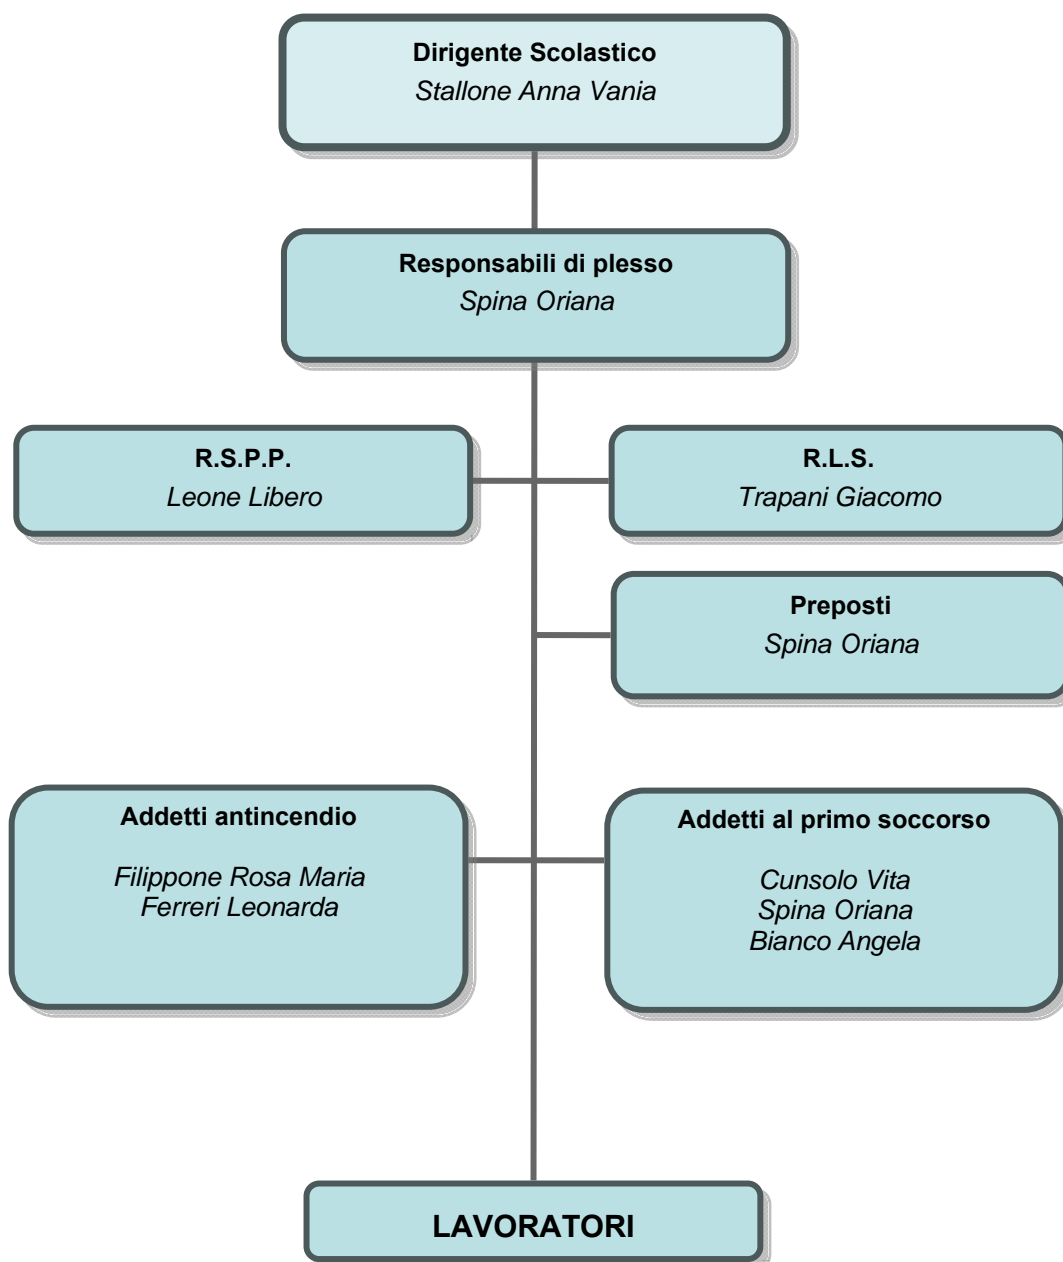 Dirigente Scolastico
Stallone Anna Vania
Responsabili di plesso
Spina Oriana
R.S.P.P.
Leone Libero
R.L.S.
Trapani Giacomo
Preposti
Spina Oriana
Addetti antincendio
Filippone Rosa Maria
Ferreri Leonarda
Addetti al primo soccorso
Cunsolo Vita
Spina Oriana
Bianco Angela
LAVORATORI